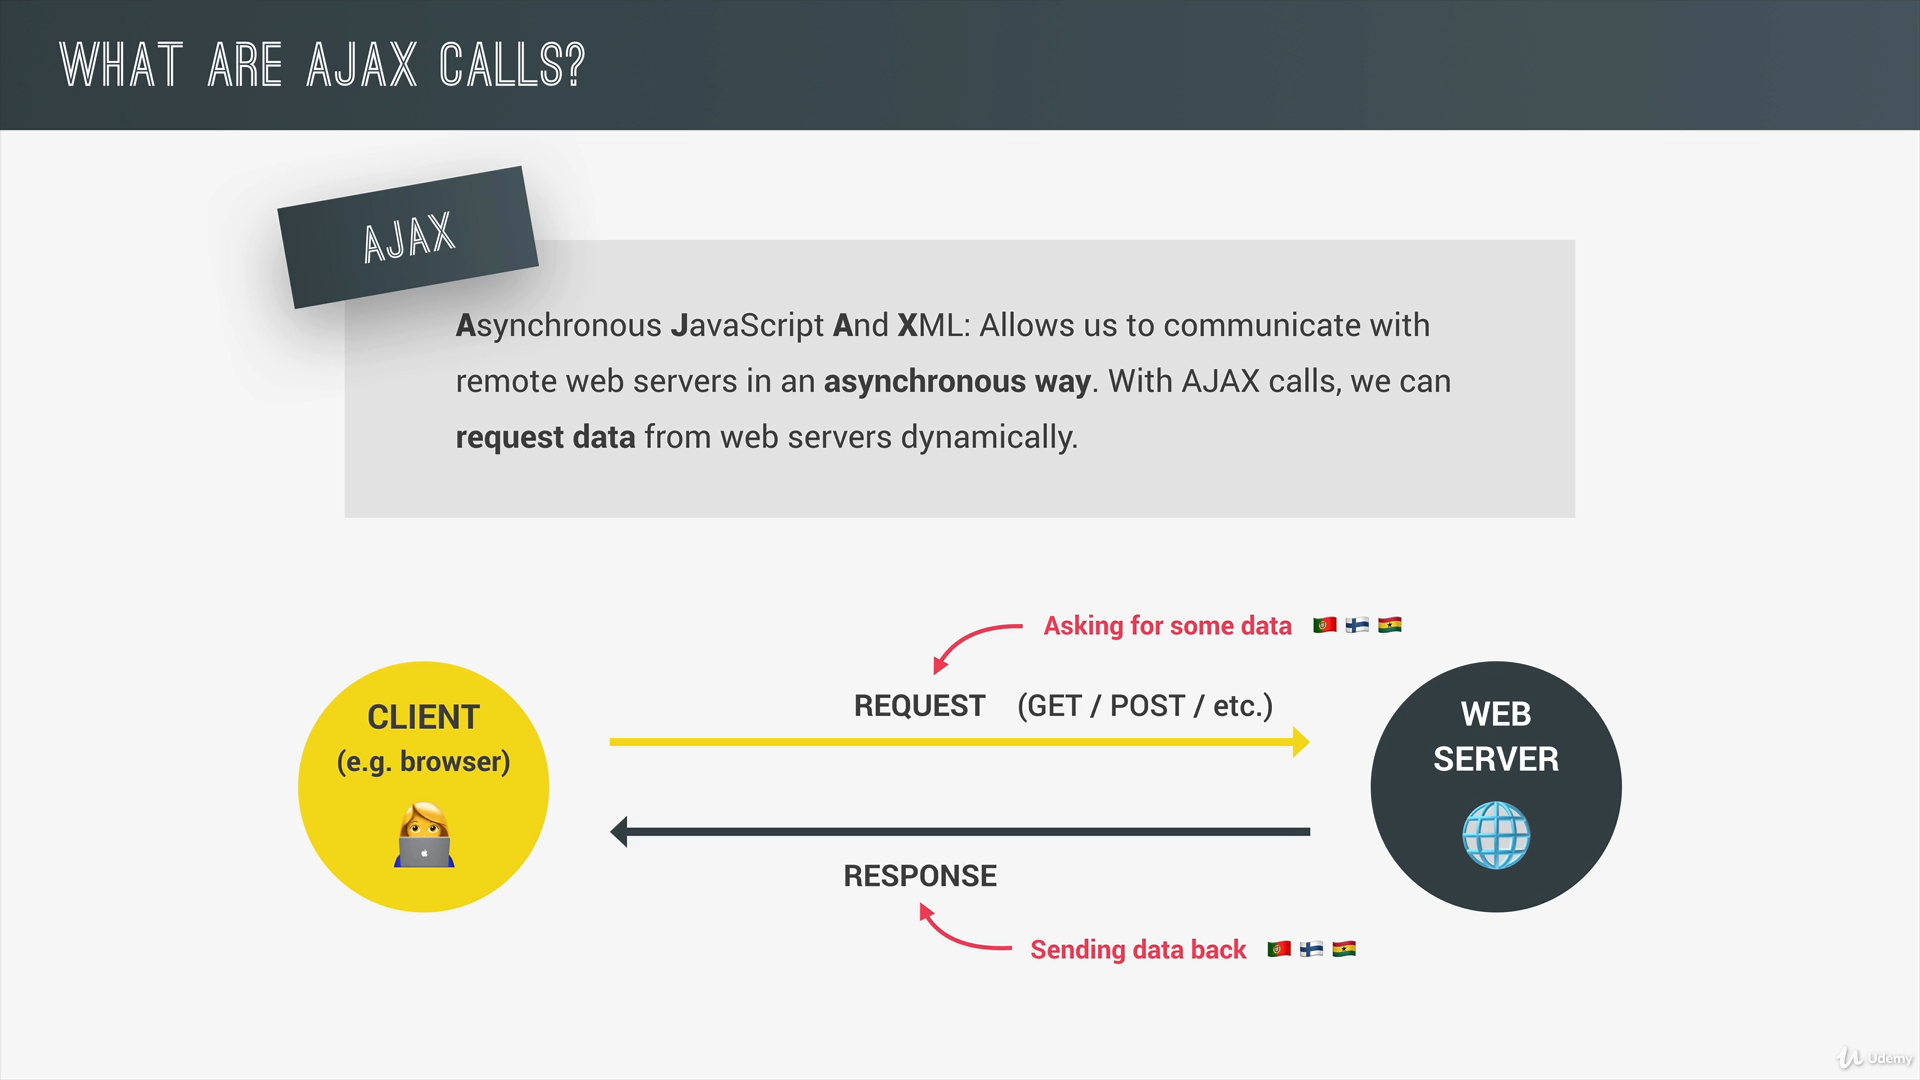 WHAT ARE AJAX CALLS?
AJAX
Asynchronous JavaScript And XML: Allows us to communicate with
remote web servers in an asynchronous way. With AJAX calls, we can
request data from web servers dynamically.
Asking for some data
REQUEST (GET / POST / etc.)
CLIENT
(e.g. browser)
WEB
SERVER
RESPONSE
Sending data back
Udemy